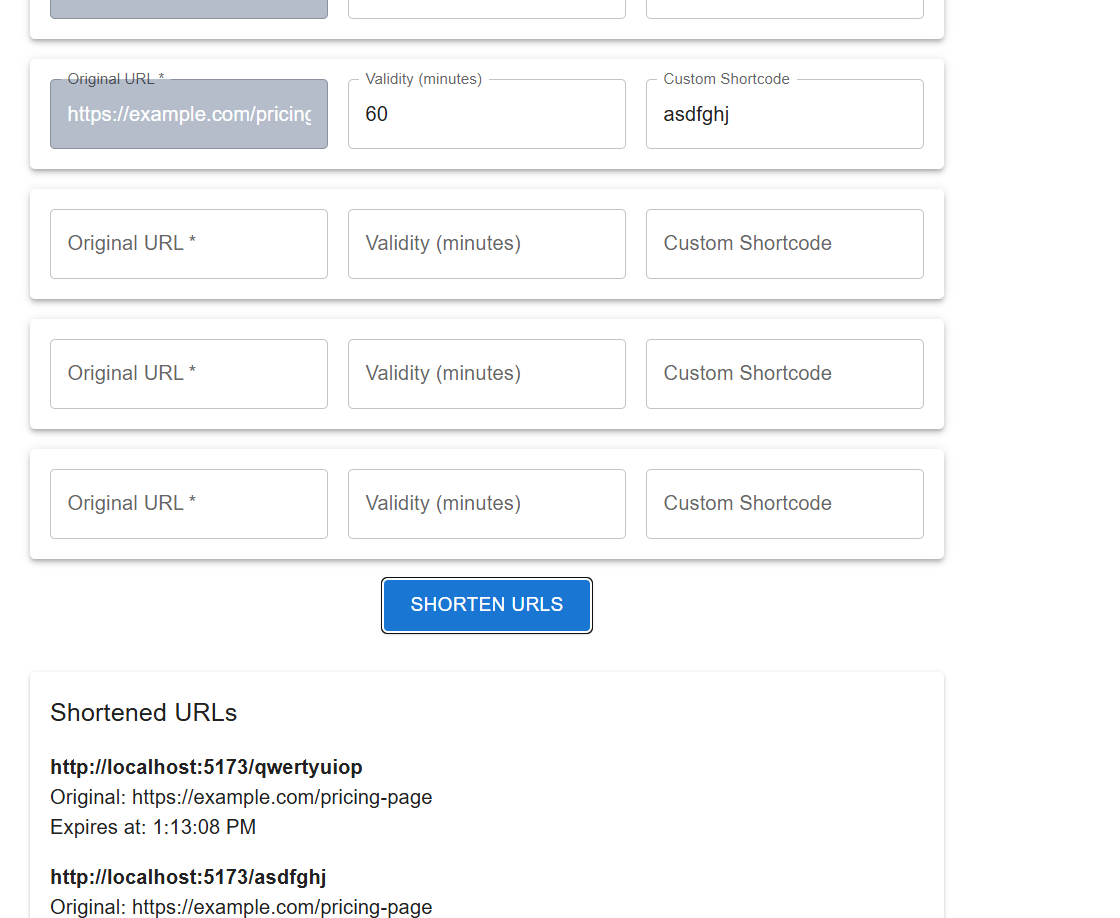 Original URL * Validity (minutes) Custom Shortcode
https://example.com/pricing 60 asdfghj
Original URL * Validity (minutes) Custom Shortcode
Original URL * Validity (minutes) Custom Shortcode
Original URL * Validity (minutes) Custom Shortcode
SHORTEN URLS
Shortened URLs
http://localhost:5173/qwertyuiop
Original: https://example.com/pricing-page
Expires at: 1:13:08 PM
http://localhost:5173/asdfghj
Original: https://example.com/pricing-page